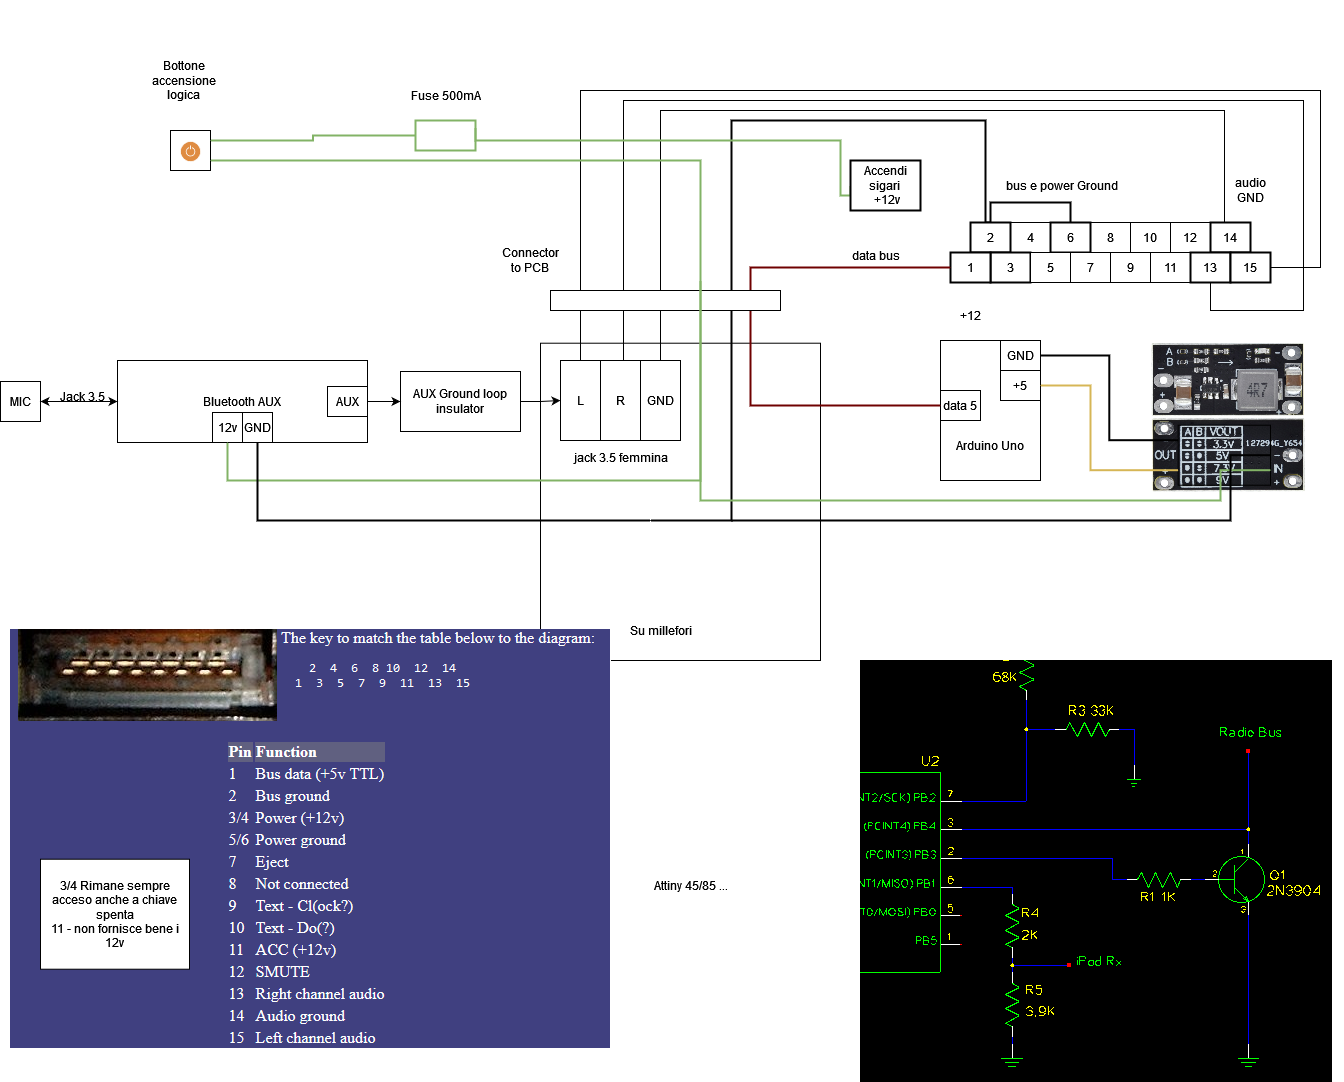 Bottone
accensione
logica
Fuse 500mA
Accendi
sigari
+12v
bus e power Ground
audio
GND
2 4 6 8 10 12 14
data bus
1 3 5 7 9 11 13 15
Connector
to PCB
+12
GND
+5
data 5
Arduino Uno
A
B
-
+
-
+
4R7
A B VOUT
3.3V
5V
9V
OUT
IN
-
+
+
MIC
Jack 3.5
Bluetooth AUX
12v GND
AUX
AUX Ground loop
insulator
L R GND
jack 3.5 femmina
Su millefori
The key to match the table below to the diagram:
2 4 6 8 10 12 14
1 3 5 7 9 11 13 15
Pin Function
1 Bus data (+5v TTL)
2 Bus ground
3/4 Power (+12v)
5/6 Power ground
7 Eject
8 Not connected
9 Text - Cl(ock?)
10 Text - Do(?)
11 ACC (+12v)
12 SMUTE
13 Right channel audio
14 Audio ground
15 Left channel audio
3/4 Rimane sempre
acceso anche a chiave
spenta
11 - non fornisce bene i
12v
Attiny 45/85 ...
68K
R3 33K
Radio Bus
U2
NT2/SCK) PB2 7
(PCINT4) PB4 3
(PCINT3) PB3 2
NT1/MISO) PB1 6
T0/MOSI) PB0 5
PB5 1
R1 1K
1
2
3
Q1
2N3904
R4
2K
iPod Rx
R5
3,9K